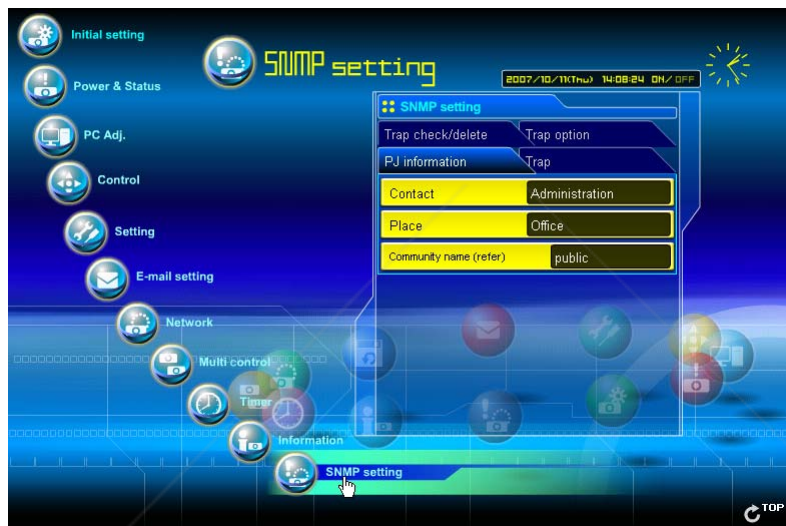 Initial setting
SNMP setting
2007/10/11(Thu) 14:08:24 ON/OFF
Power & Status
SNMP setting
Trap check/delete Trap option
PC Adj.
PJ information Trap
Control
Contact Administration
Place Office
Setting
Community name (refer) public
E-mail setting
Network
Multi control
Timer
Information
SNMP setting
TOP